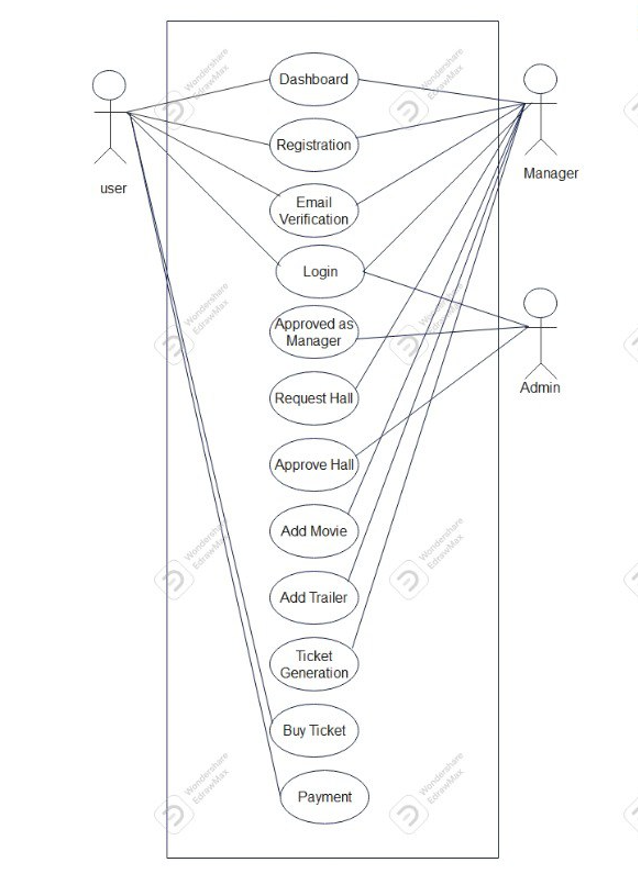 Dashboard
user
Registration
Manager
Email
Verification
Login
Approved as
Manager
Admin
Request Hall
Approve Hall
Add Movie
Add Trailer
Ticket
Generation
Buy Ticket
Payment
Wondershare
EdrawMax
Wondershare
EdrawMax
Wondershare
EdrawMax
Wondershare
EdrawMax
Wondershare
EdrawMax
Wondershare
EdrawMax
Wondershare
EdrawMax
Wondershare
EdrawMax